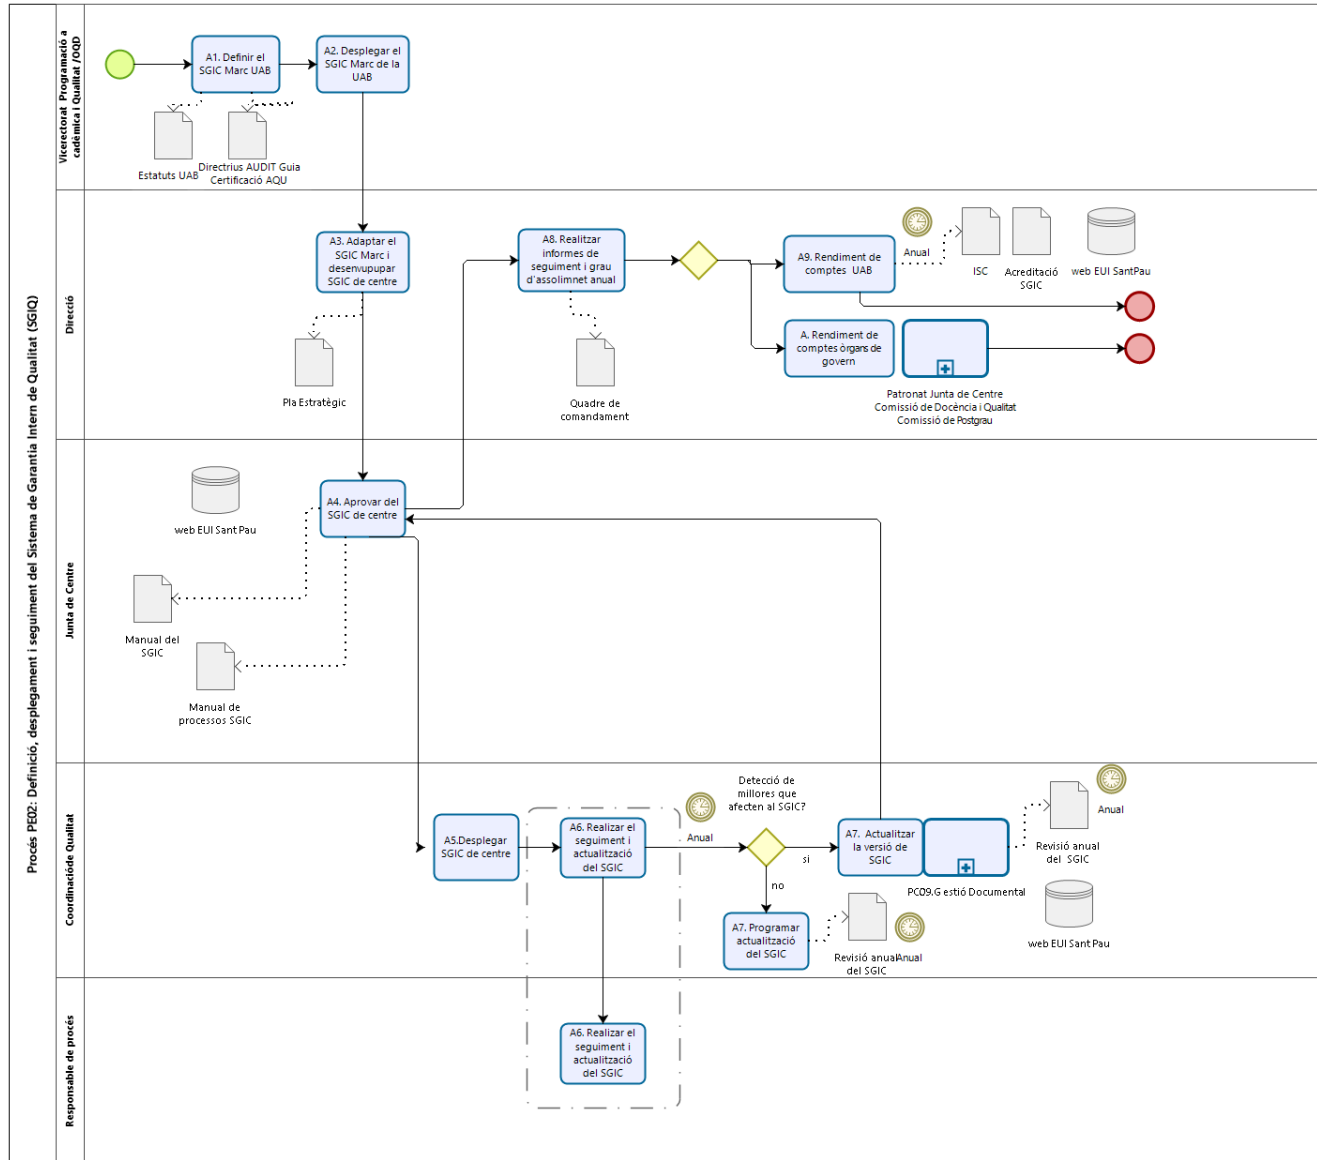 Procés PE02: Definició, desplegament i seguiment del Sistema de Garantia Intern de Qualitat (SGIQ)
Vicerectorat Programació a
cadèmica i Qualitat /OQD
A1. Definir el
SGIC Marc UAB
A2. Desplegar el
SGIC Marc de la
UAB
Estatuts UAB
Directrius AUDIT Guia
Certificació AQU
Direcció
A3. Adaptar el
SGIC Marc i
desenvupupar
SGIC de centre
Pla Estratègic
A8. Realitzar
informes de
seguiment i grau
d'assolimnet anual
Quadre de
comandament
A9. Rendiment de
comptes UAB
Anual
ISC
Acreditació
SGIC
web EUI SantPau
A. Rendiment de
comptes òrgans de
govern
Patronat Junta de Centre
Comissió de Docència i Qualitat
Comissió de Postgrau
Junta de Centre
web EUI Sant Pau
A4. Aprovar del
SGIC de centre
Manual del
SGIC
Manual de
processos SGIC
Coordinacióde Qualitat
A5.Desplegar
SGIC de centre
A6. Realizar el
seguiment i
actualització
del SGIC
Anual
Detecció de
millores que
afecten al SGIC?
si
no
A7. Actualitzar
la versió de
SGIC
PC09.G estió Documental
Revisió anual
del SGIC
Anual
web EUI Sant Pau
A7. Programar
actualització
del SGIC
Revisió anual
del SGIC
Anual
Responsable de procés
A6. Realizar el
seguiment i
actualització
del SGIC